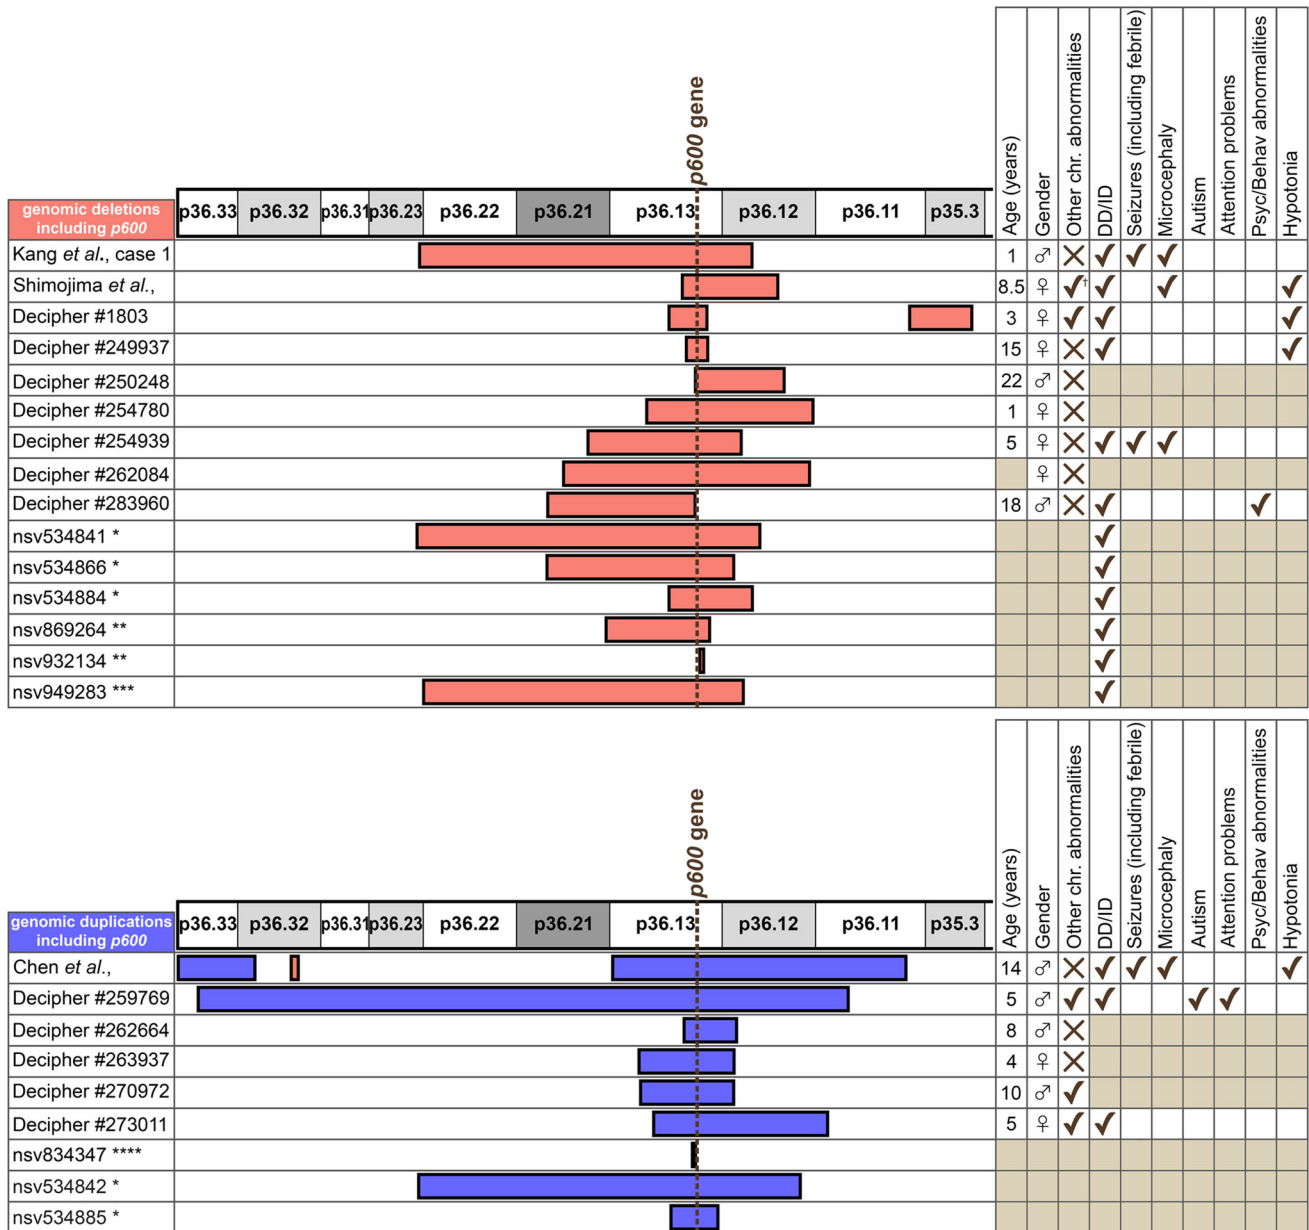 p600 gene
Age (years)
Gender
Other chr. abnormalities
DD/ID
Seizures (including febrile)
Microcephaly
Autism
Attention problems
Psyc/Behav abnormalities
Hypotonia
genomic deletions
including p600
p36.33 p36.32 p36.31 p36.23 p36.22 p36.21 p36.13 p36.12 p36.11 p35.3
Kang et al., case 1 1 ♂ ✕ ✓ ✓ ✓
Shimojima et al., 8.5 ♀ ✓† ✓ ✓ ✓
Decipher #1803 3 ♀ ✓ ✓ ✓
Decipher #249937 15 ♀ ✕ ✓ ✓
Decipher #250248 22 ♂ ✕
Decipher #254780 1 ♀ ✕
Decipher #254939 5 ♀ ✕ ✓ ✓ ✓
Decipher #262084 ♀ ✕
Decipher #283960 18 ♂ ✕ ✓ ✓
nsv534841 * ✓
nsv534866 * ✓
nsv534884 * ✓
nsv869264 ** ✓
nsv932134 ** ✓
nsv949283 *** ✓
p600 gene
Age (years)
Gender
Other chr. abnormalities
DD/ID
Seizures (including febrile)
Microcephaly
Autism
Attention problems
Psyc/Behav abnormalities
Hypotonia
genomic duplications
including p600
p36.33 p36.32 p36.31 p36.23 p36.22 p36.21 p36.13 p36.12 p36.11 p35.3
Chen et al., 14 ♂ ✕ ✓ ✓ ✓ ✓
Decipher #259769 5 ♂ ✓ ✓ ✓ ✓
Decipher #262664 8 ♂ ✕
Decipher #263937 4 ♀ ✕
Decipher #270972 10 ♂ ✓
Decipher #273011 5 ♀ ✓ ✓
nsv834347 ****
nsv534842 *
nsv534885 *